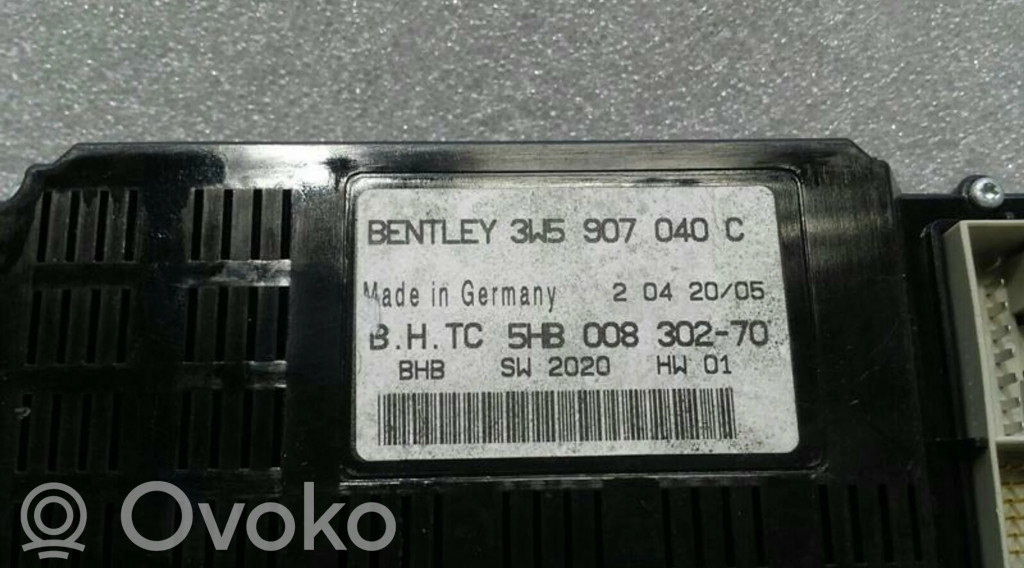 BENTLEY 3W5 907 040 C
Made in Germany 2 04 20/05
B.H.TC 5HB 008 302-70
BHB SW 2020 HW 01
Ovoko